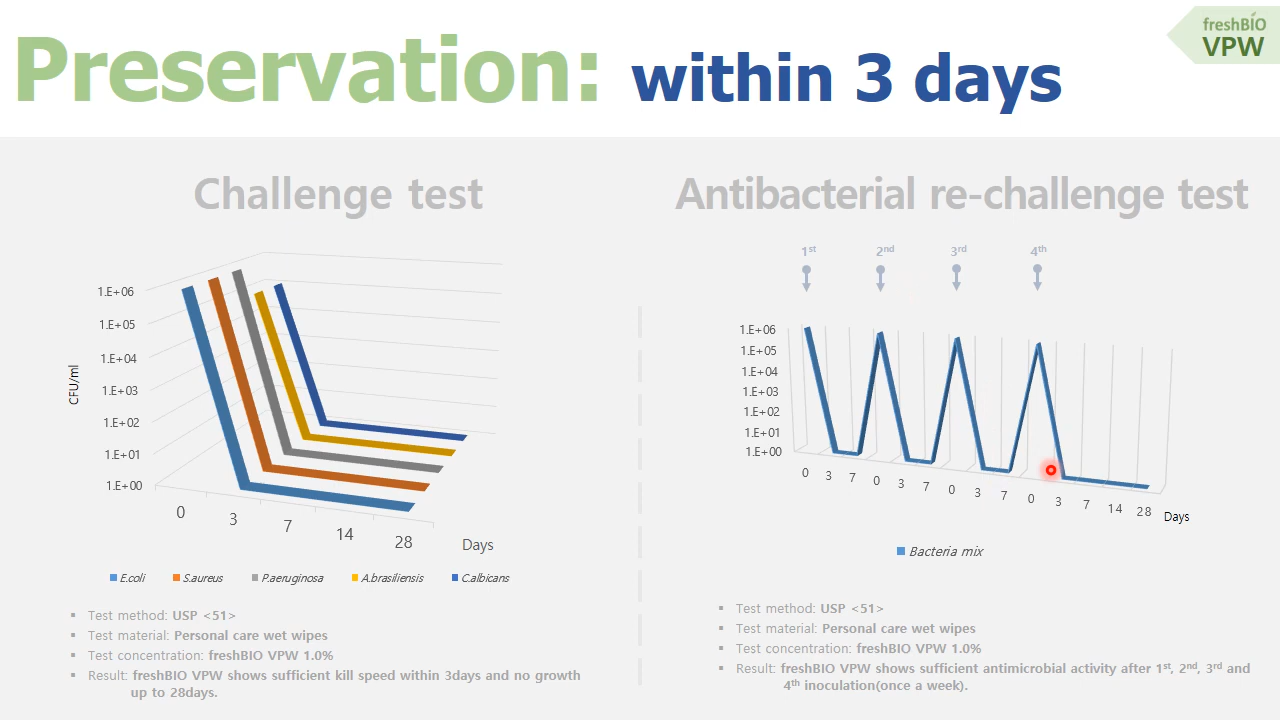 Preservation: within 3 days
freshBIO
VPW
Challenge test
1.E+06
1.E+05
1.E+04
1.E+03
1.E+02
1.E+01
1.E+00
CFU/ml
0 3 7 14 28 Days
E.coli S.aureus P.aeruginosa A.brasiliensis C.albicans
▪ Test method: USP <51>
▪ Test material: Personal care wet wipes
▪ Test concentration: freshBIO VPW 1.0%
▪ Result: freshBIO VPW shows sufficient kill speed within 3days and no growth
up to 28days.
Antibacterial re-challenge test
1st 2nd 3rd 4th
1.E+06
1.E+05
1.E+04
1.E+03
1.E+02
1.E+01
1.E+00
0 3 7 0 3 7 0 3 7 0 3 7 14 28 Days
Bacteria mix
▪ Test method: USP <51>
▪ Test material: Personal care wet wipes
▪ Test concentration: freshBIO VPW 1.0%
▪ Result: freshBIO VPW shows sufficient antimicrobial activity after 1st, 2nd, 3rd and
4th inoculation(once a week).